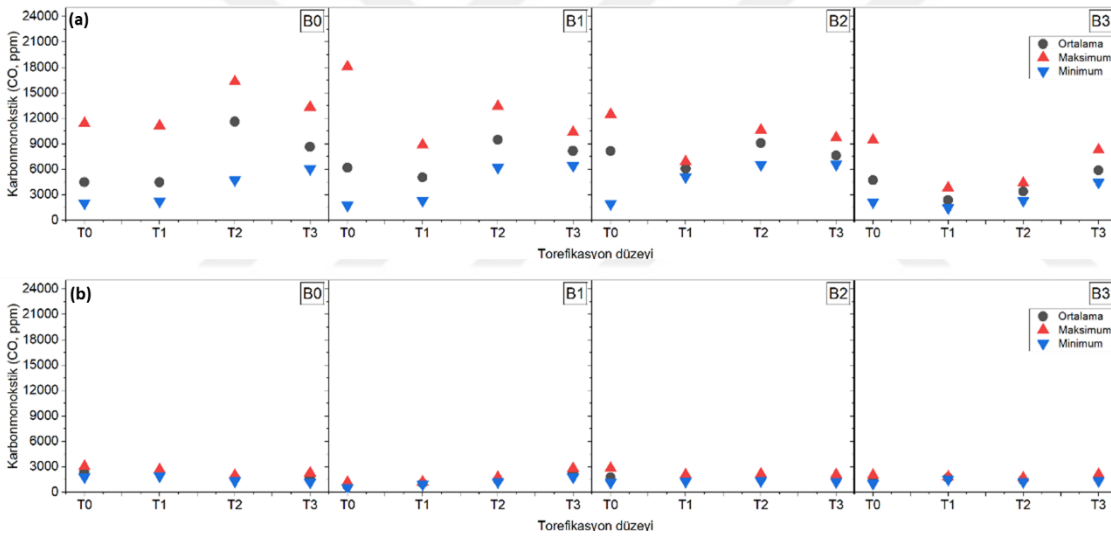 (a)
B0
B1
B2
B3
Karbonmonokstik (CO, ppm)
24000
21000
18000
15000
12000
9000
6000
3000
0
Ortalama
Maksimum
Minimum
T0 T1 T2 T3 T0 T1 T2 T3 T0 T1 T2 T3 T0 T1 T2 T3
Torefikasyon düzeyi
(b)
B0
B1
B2
B3
Karbonmonokstik (CO, ppm)
24000
21000
18000
15000
12000
9000
6000
3000
0
Ortalama
Maksimum
Minimum
T0 T1 T2 T3 T0 T1 T2 T3 T0 T1 T2 T3 T0 T1 T2 T3
Torefikasyon düzeyi